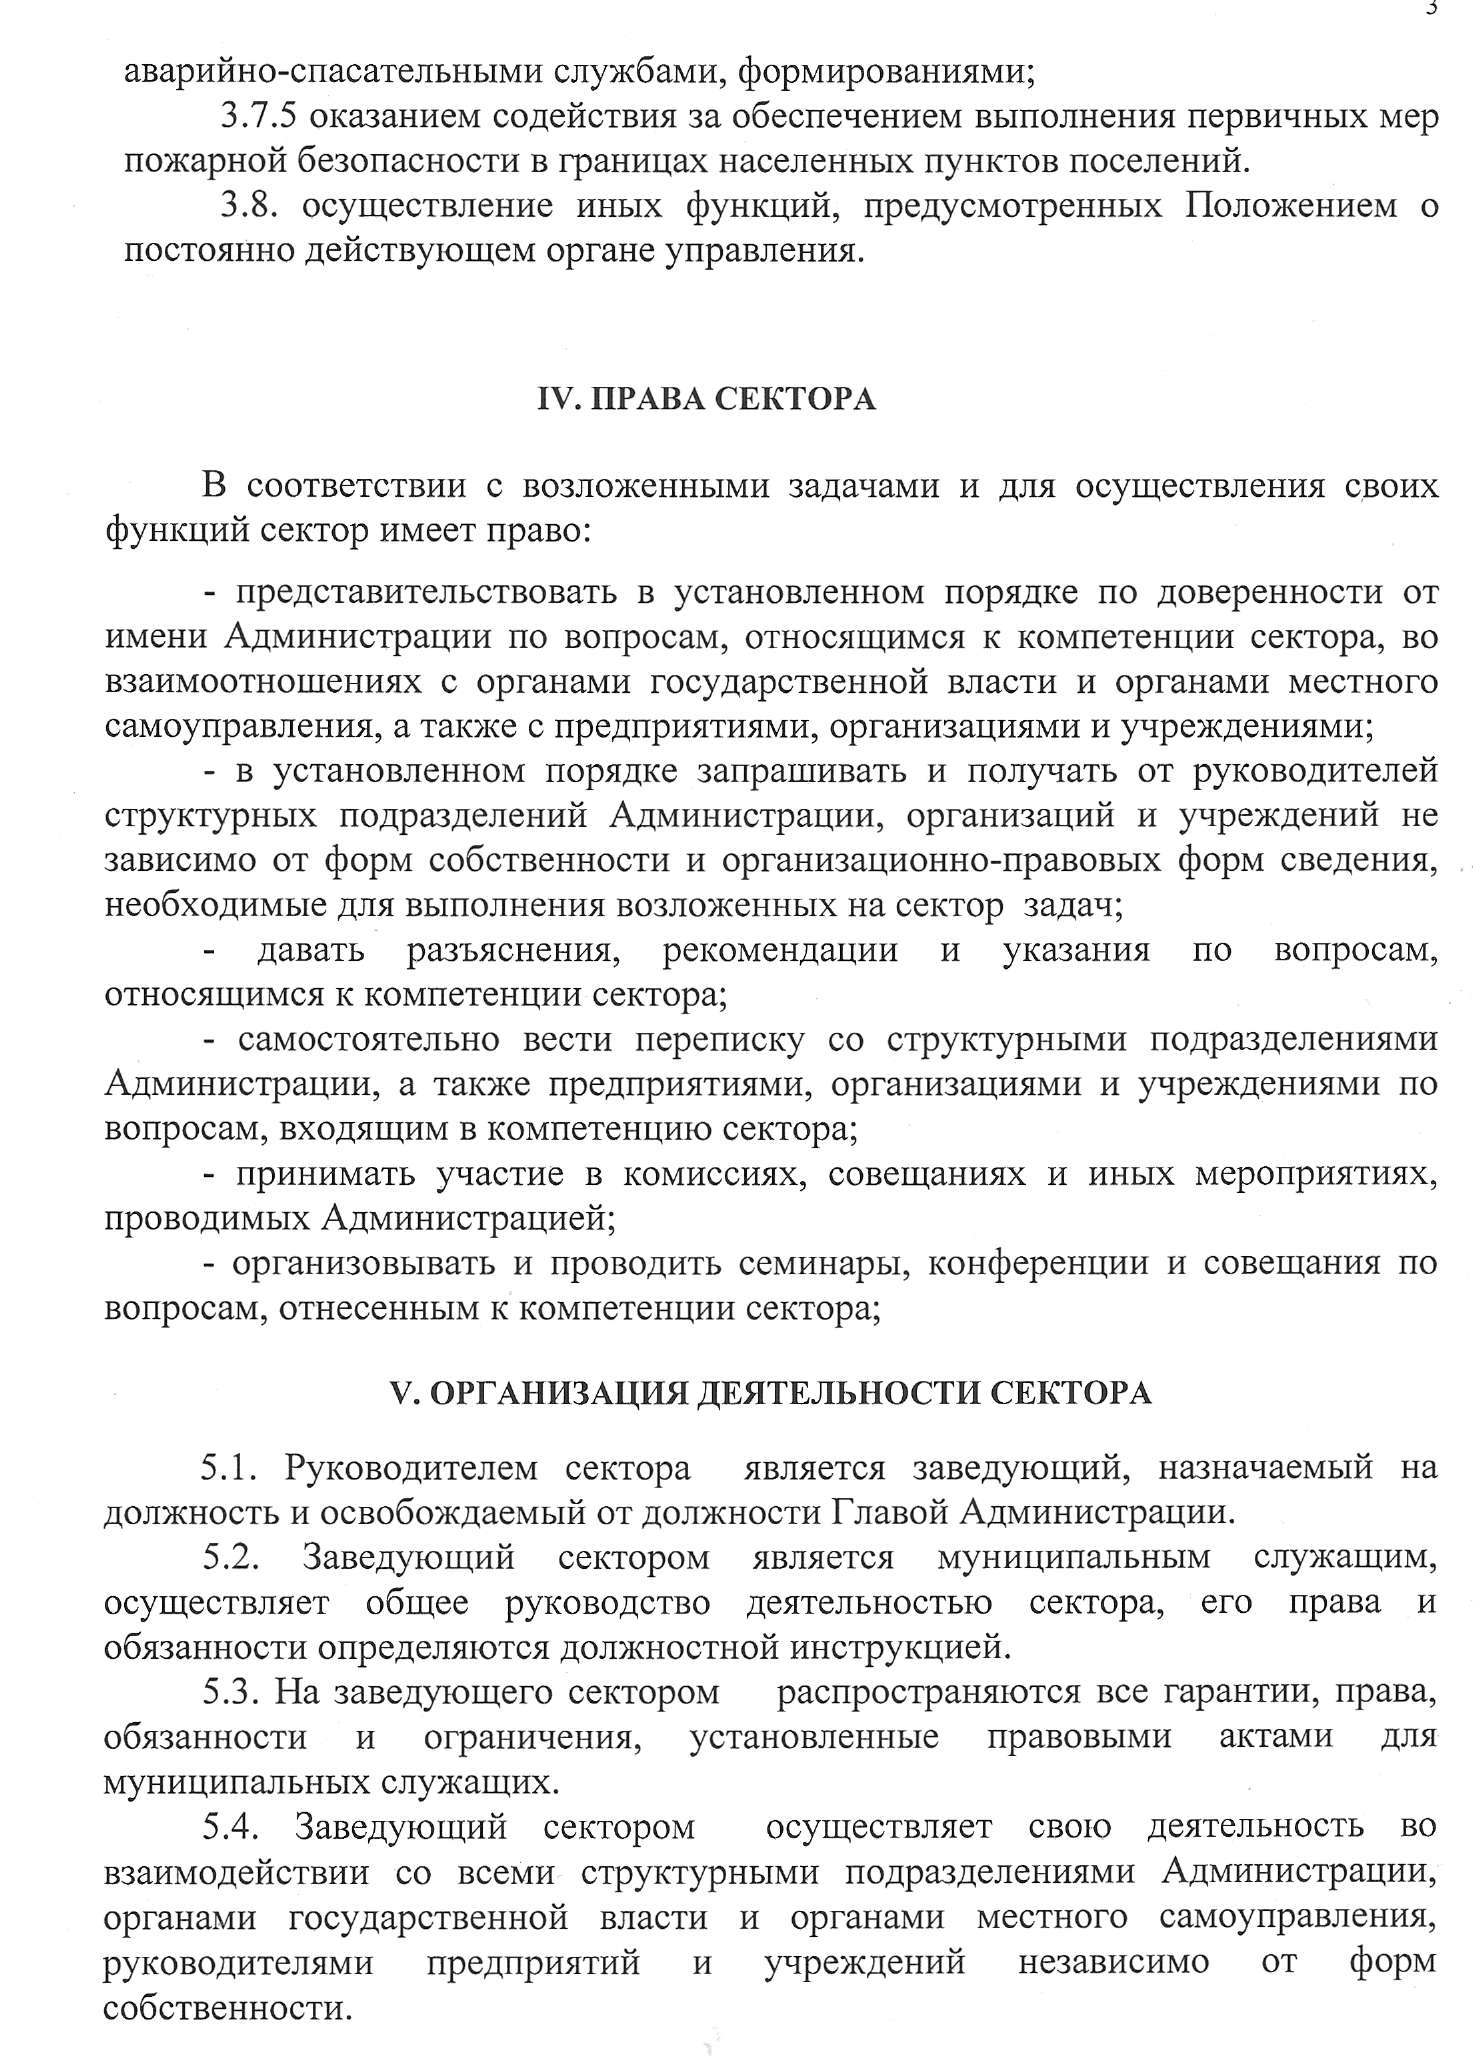 3
аварийно-спасательными службами, формированиями;
3.7.5 оказанием содействия за обеспечением выполнения первичных мер
пожарной безопасности в границах населенных пунктов поселений.
3.8. осуществление иных функций, предусмотренных Положением о
постоянно действующем органе управления.
IV. ПРАВА СЕКТОРА
В соответствии с возложенными задачами и для осуществления своих
функций сектор имеет право:
- представительствовать в установленном порядке по доверенности от
имени Администрации по вопросам, относящимся к компетенции сектора, во
взаимоотношениях с органами государственной власти и органами местного
самоуправления, а также с предприятиями, организациями и учреждениями;
- в установленном порядке запрашивать и получать от руководителей
структурных подразделений Администрации, организаций и учреждений не
зависимо от форм собственности и организационно-правовых форм сведения,
необходимые для выполнения возложенных на сектор задач;
- давать разъяснения, рекомендации и указания по вопросам,
относящимся к компетенции сектора;
- самостоятельно вести переписку со структурными подразделениями
Администрации, а также предприятиями, организациями и учреждениями по
вопросам, входящим в компетенцию сектора;
- принимать участие в комиссиях, совещаниях и иных мероприятиях,
проводимых Администрацией;
- организовывать и проводить семинары, конференции и совещания по
вопросам, отнесенным к компетенции сектора;
V. ОРГАНИЗАЦИЯ ДЕЯТЕЛЬНОСТИ СЕКТОРА
5.1. Руководителем сектора является заведующий, назначаемый на
должность и освобождаемый от должности Главой Администрации.
5.2. Заведующий сектором является муниципальным служащим,
осуществляет общее руководство деятельностью сектора, его права и
обязанности определяются должностной инструкцией.
5.3. На заведующего сектором распространяются все гарантии, права,
обязанности и ограничения, установленные правовыми актами для
муниципальных служащих.
5.4. Заведующий сектором осуществляет свою деятельность во
взаимодействии со всеми структурными подразделениями Администрации,
органами государственной власти и органами местного самоуправления,
руководителями предприятий и учреждений независимо от форм
собственности.